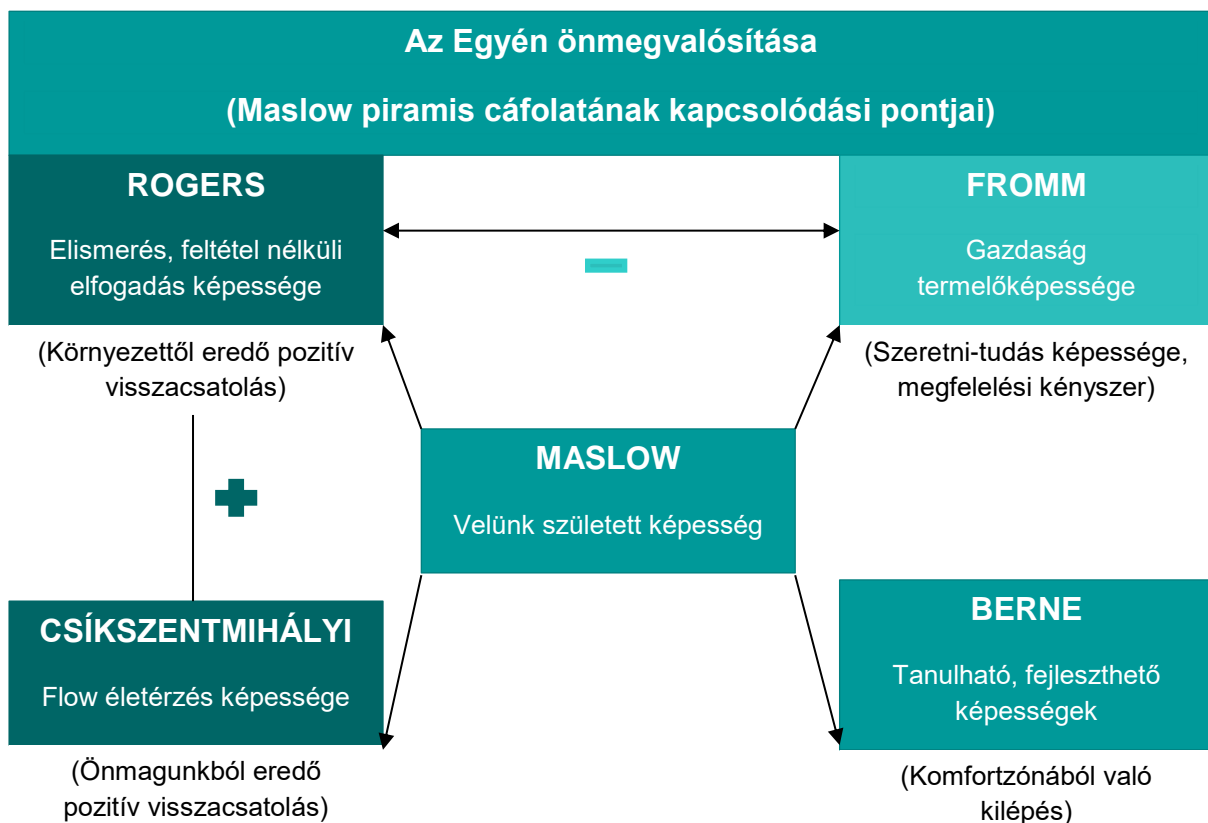 Az Egyén önmegvalósítása
(Maslow piramis cáfolatának kapcsolódási pontjai)
ROGERS
Elismerés, feltétel nélküli
elfogadás képessége
(Környezettől eredő pozitív
visszacsatolás)
FROMM
Gazdaság
termelőképessége
(Szeretni-tudás képessége,
megfelelési kényszer)
MASLOW
Velünk született képesség
CSÍKSZENTMIHÁLYI
Flow életérzés képessége
(Önmagunkból eredő
pozitív visszacsatolás)
BERNE
Tanulható, fejleszthető
képességek
(Komfortzónából való
kilépés)